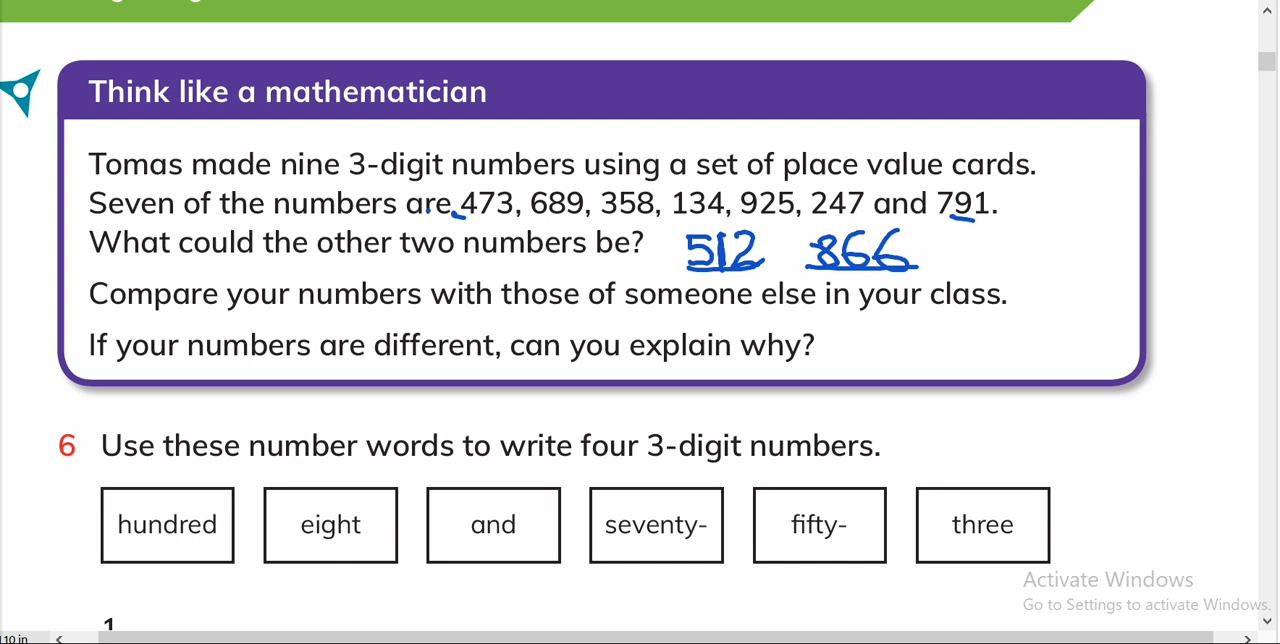 Think like a mathematician
Tomas made nine 3-digit numbers using a set of place value cards.
Seven of the numbers are 473, 689, 358, 134, 925, 247 and 791.
What could the other two numbers be? 512 866
Compare your numbers with those of someone else in your class.
If your numbers are different, can you explain why?
6 Use these number words to write four 3-digit numbers.
hundred eight and seventy- fifty- three
Activate Windows
Go to Settings to activate Windows.